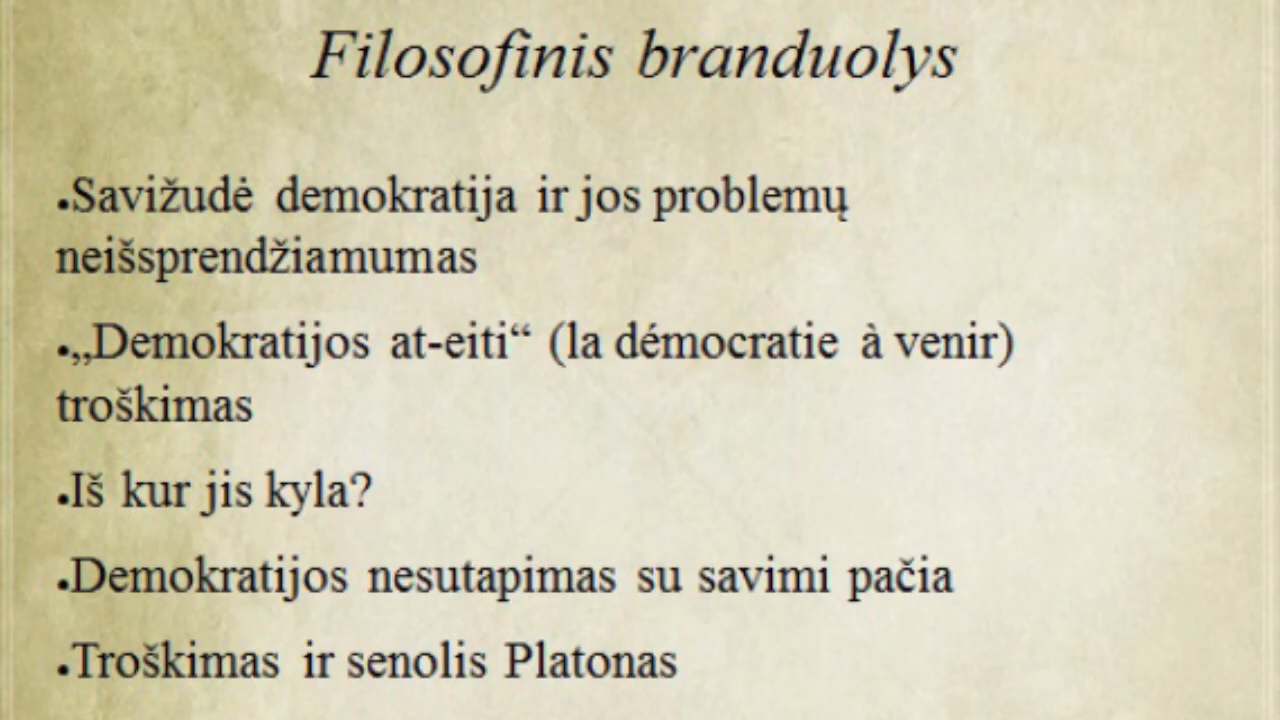 Filosofinis branduolys
•Savižudė demokratija ir jos problemų
neišsprendžiamumas
•„Demokratijos at-eiti“ (la démocratie à venir)
troškimas
•Iš kur jis kyla?
•Demokratijos nesutapimas su savimi pačia
•Troškimas ir senolis Platonas